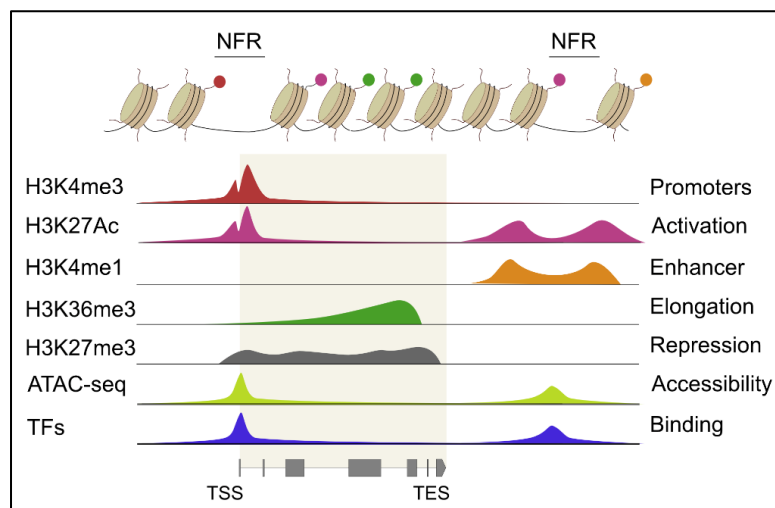 NFR NFR
H3K4me3 Promoters
H3K27Ac Activation
H3K4me1 Enhancer
H3K36me3 Elongation
H3K27me3 Repression
ATAC-seq Accessibility
TFs Binding
TSS TES